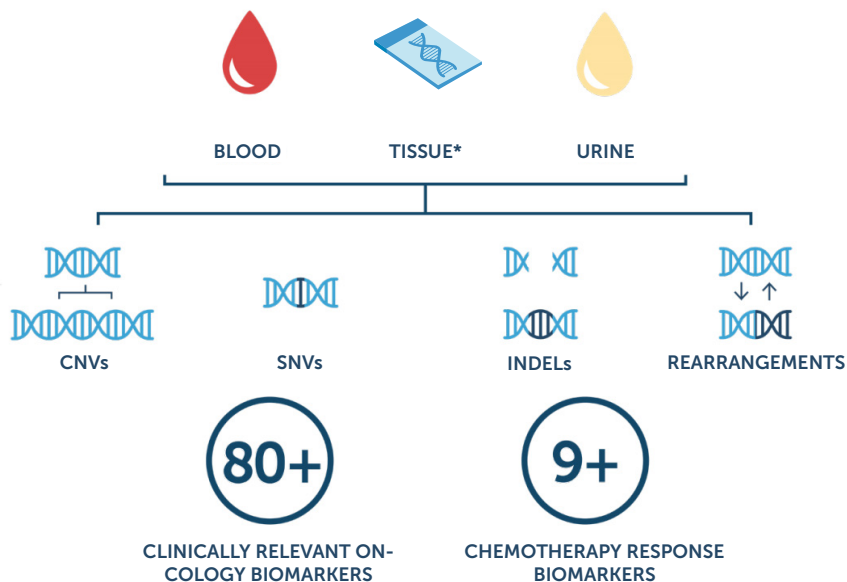 BLOOD
TISSUE*
URINE
CNVs
SNVs
INDELs
REARRANGEMENTS
80+
9+
CLINICALLY RELEVANT ON-
COLOGY BIOMARKERS
CHEMOTHERAPY RESPONSE
BIOMARKERS